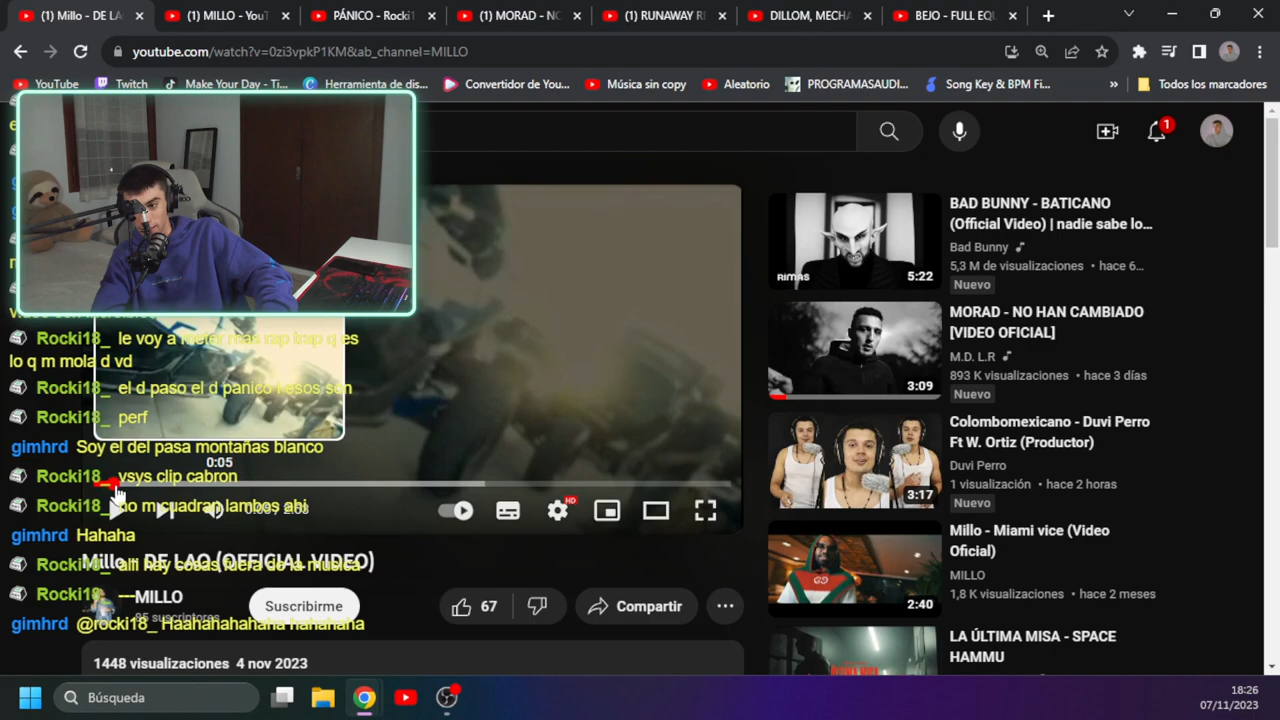 (1) Millo - DE LA
(1) MILLO - YouT
PÁNICO - Rocki1
(1) MORAD - NO
(1) RUNAWAY R
DILLOM, MECHA
BEJO - FULL EQU
youtube.com/watch?v=0zi3vpkP1KM&ab_channel=MILLO
YouTube
Twitch
Make Your Day - Ti...
Herramienta de dis...
Convertidor de You...
Música sin copy
Aleatorio
PROGRAMASAUDI...
Song Key & BPM Fi...
»
Todos los marcadores
1
Rocki18_ le voy a meter mas rap trap q es
lo q m mola d vd
Rocki18_ el d paso el d panico i esos son
Rocki18_ perf
gimhrd Soy el del pasa montañas blanco
0:05
Rocki18_ ysys clip cabron
Rocki18_ no m cuadran lambos ahi
gimhrd Hahaha
Millo - DE LAO (OFFICIAL VIDEO)
Rocki18_ alli hay cosas fuera de la musica
Rocki18_ ---
MILLO
85 suscriptores
gimhrd @rocki18_ Haahahahahaha hahahaha
Suscribirme
67
Compartir
1448 visualizaciones 4 nov 2023
HD
RIMAS
5:22
BAD BUNNY - BATICANO
(Official Video) | nadie sabe lo...
Bad Bunny
5,3 M de visualizaciones • hace 6...
Nuevo
3:09
MORAD - NO HAN CAMBIADO
[VIDEO OFICIAL]
M.D. L.R
893 K visualizaciones • hace 3 días
Nuevo
3:17
Colombomexicano - Duvi Perro
Ft W. Ortiz (Productor)
Duvi Perro
1 visualización • hace 2 horas
Nuevo
2:40
Millo - Miami vice (Video
Oficial)
MILLO
1,8 K visualizaciones • hace 2 meses
LA ÚLTIMA MISA - SPACE
HAMMU
Búsqueda
18:26
07/11/2023